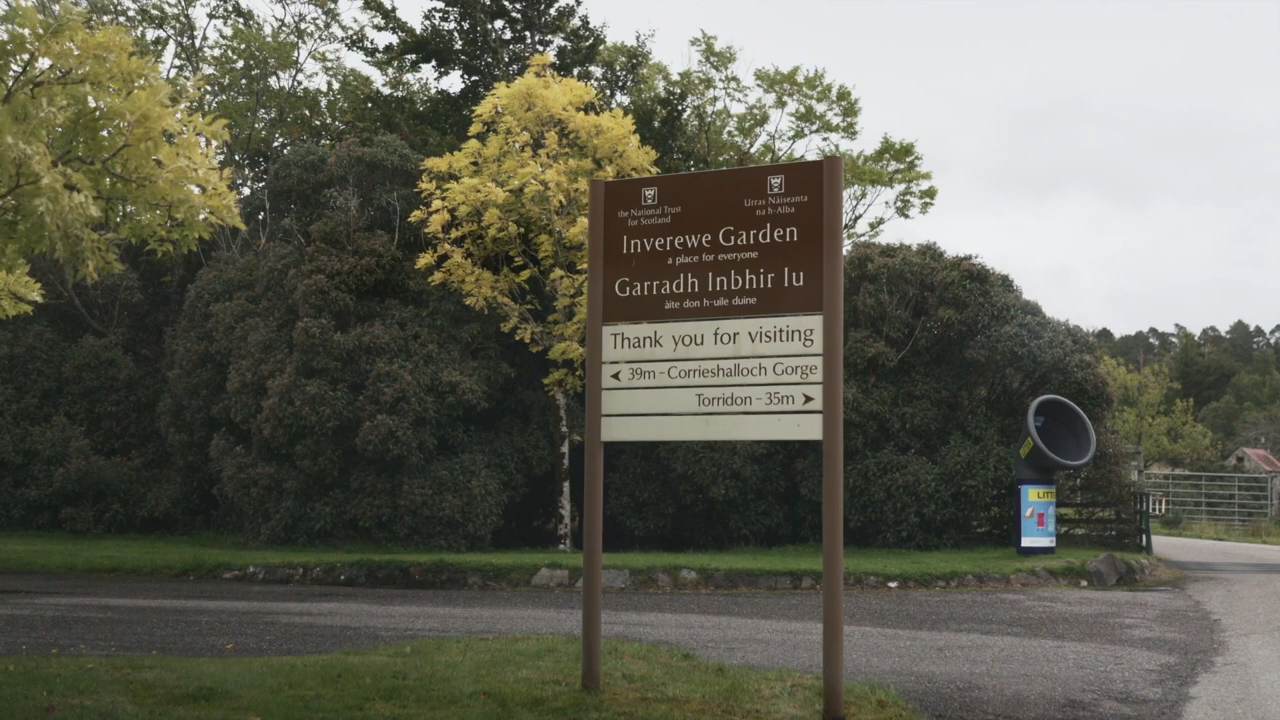 the National Trust
for Scotland
Urras Nàiseanta
na h-Alba
Inverewe Garden
a place for everyone
Garradh Inbhir Iu
àite don h-uile duine
Thank you for visiting
39m - Corrieshalloch Gorge
Torridon - 35m